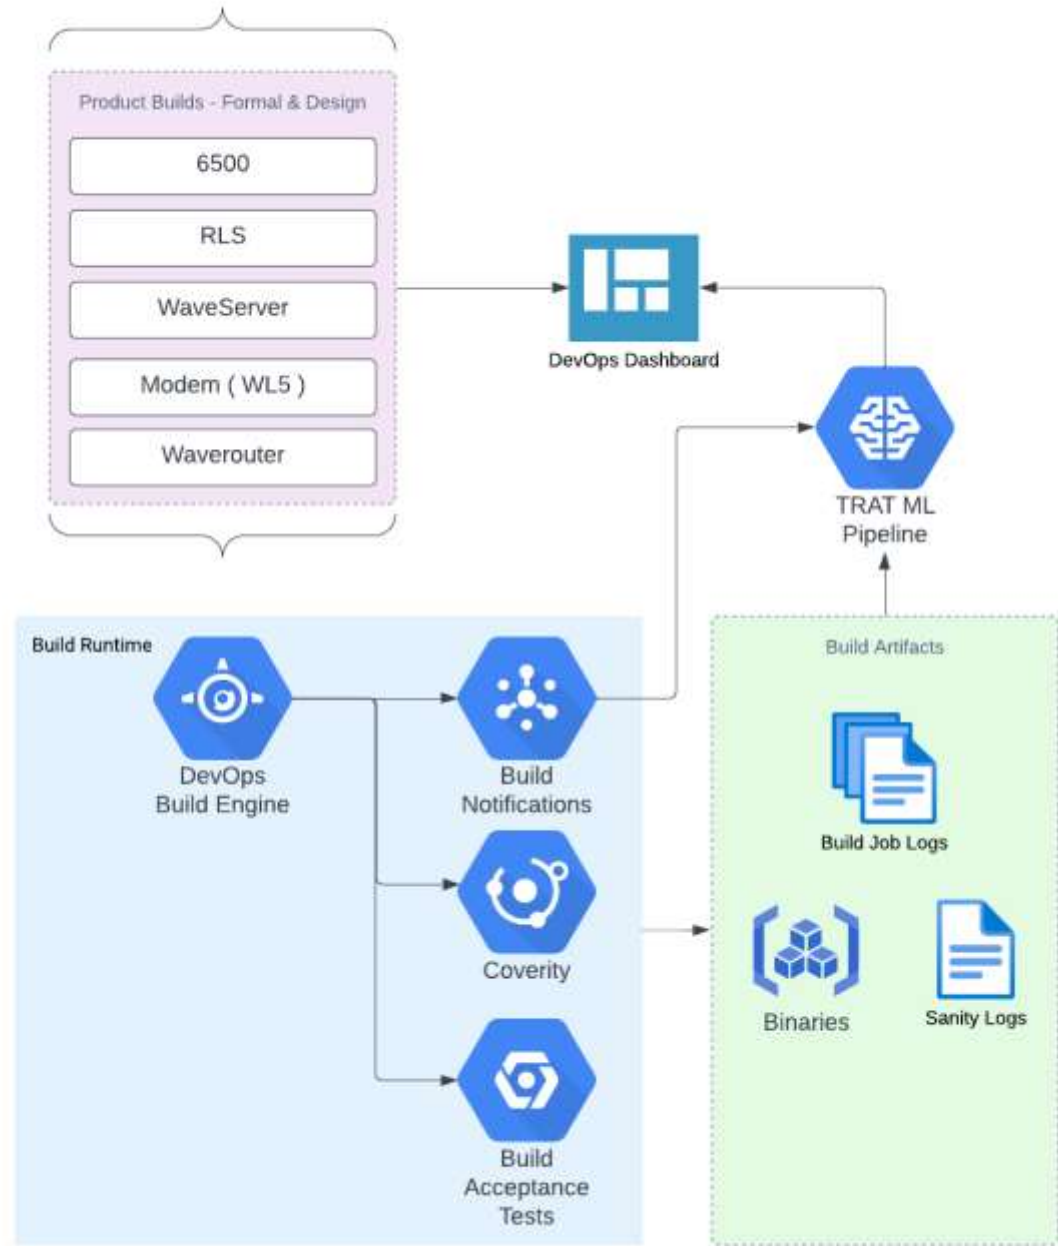 Product Builds - Formal & Design
6500
RLS
WaveServer
Modem ( WL5 )
Waverouter
DevOps Dashboard
TRAT ML
Pipeline
Build Runtime
DevOps
Build Engine
Build
Notifications
Coverity
Build
Acceptance
Tests
Build Artifacts
Build Job Logs
Binaries
Sanity Logs